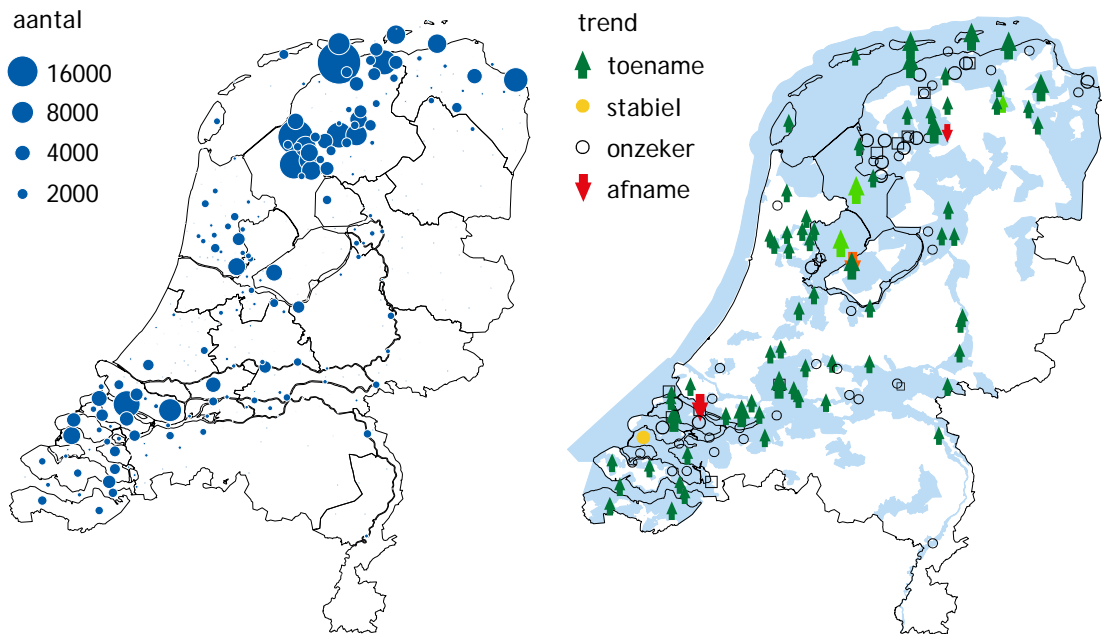 aantal
16000
8000
4000
2000
trend
toename
stabiel
onzeker
afname